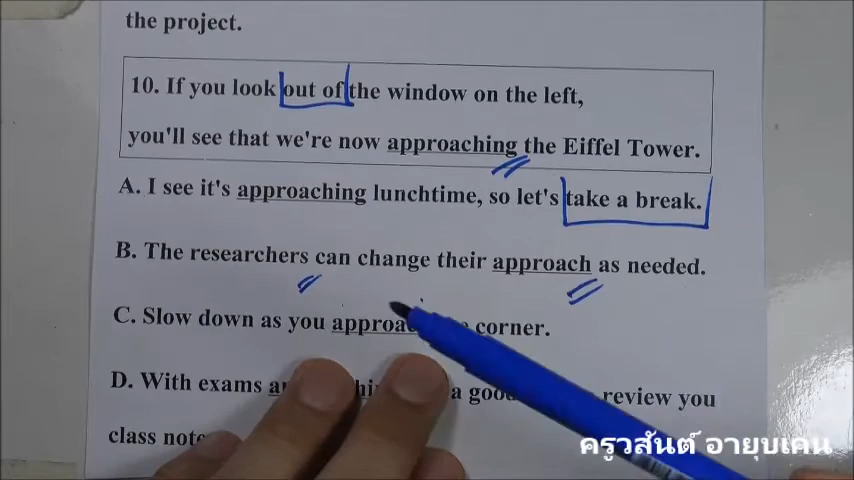 the project.
10. If you look out of the window on the left,
you'll see that we're now approaching the Eiffel Tower.
A. I see it's approaching lunchtime, so let's take a break.
B. The researchers can change their approach as needed.
C. Slow down as you corner.
D. With exams a review you
class
ครูวสันต์ อายุบเคน